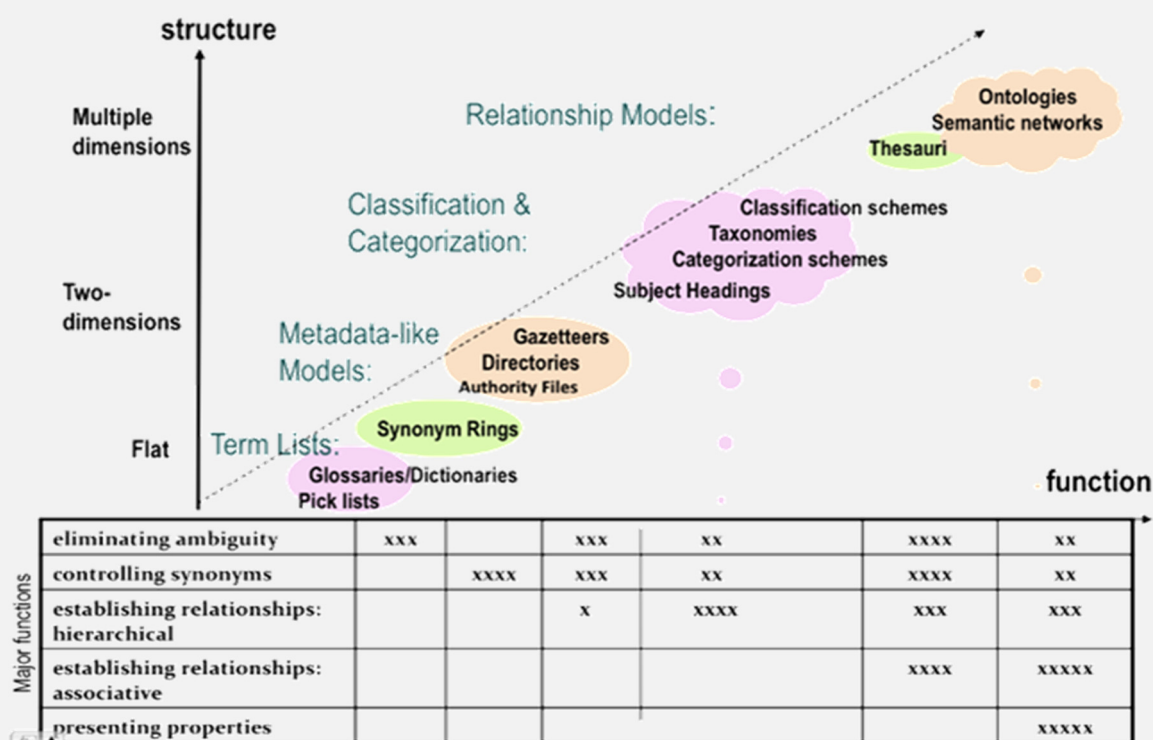 structure
Multiple
dimensions
Relationship Models:
Ontologies
Semantic networks
Thesauri
Classification &
Categorization:
Classification schemes
Taxonomies
Categorization schemes
Subject Headings
Two-
dimensions
Metadata-like
Models:
Gazetteers
Directories
Authority Files
Flat
Term Lists:
Synonym Rings
Glossaries/Dictionaries
Pick lists
function
Major functions
eliminating ambiguity xxx xxx xx xxxx xx
controlling synonyms xxxx xxx xx xxxx xx
establishing relationships: x xxxx xxx xxx
hierarchical
establishing relationships: xxxx xxxxx
associative
presenting properties xxxxx